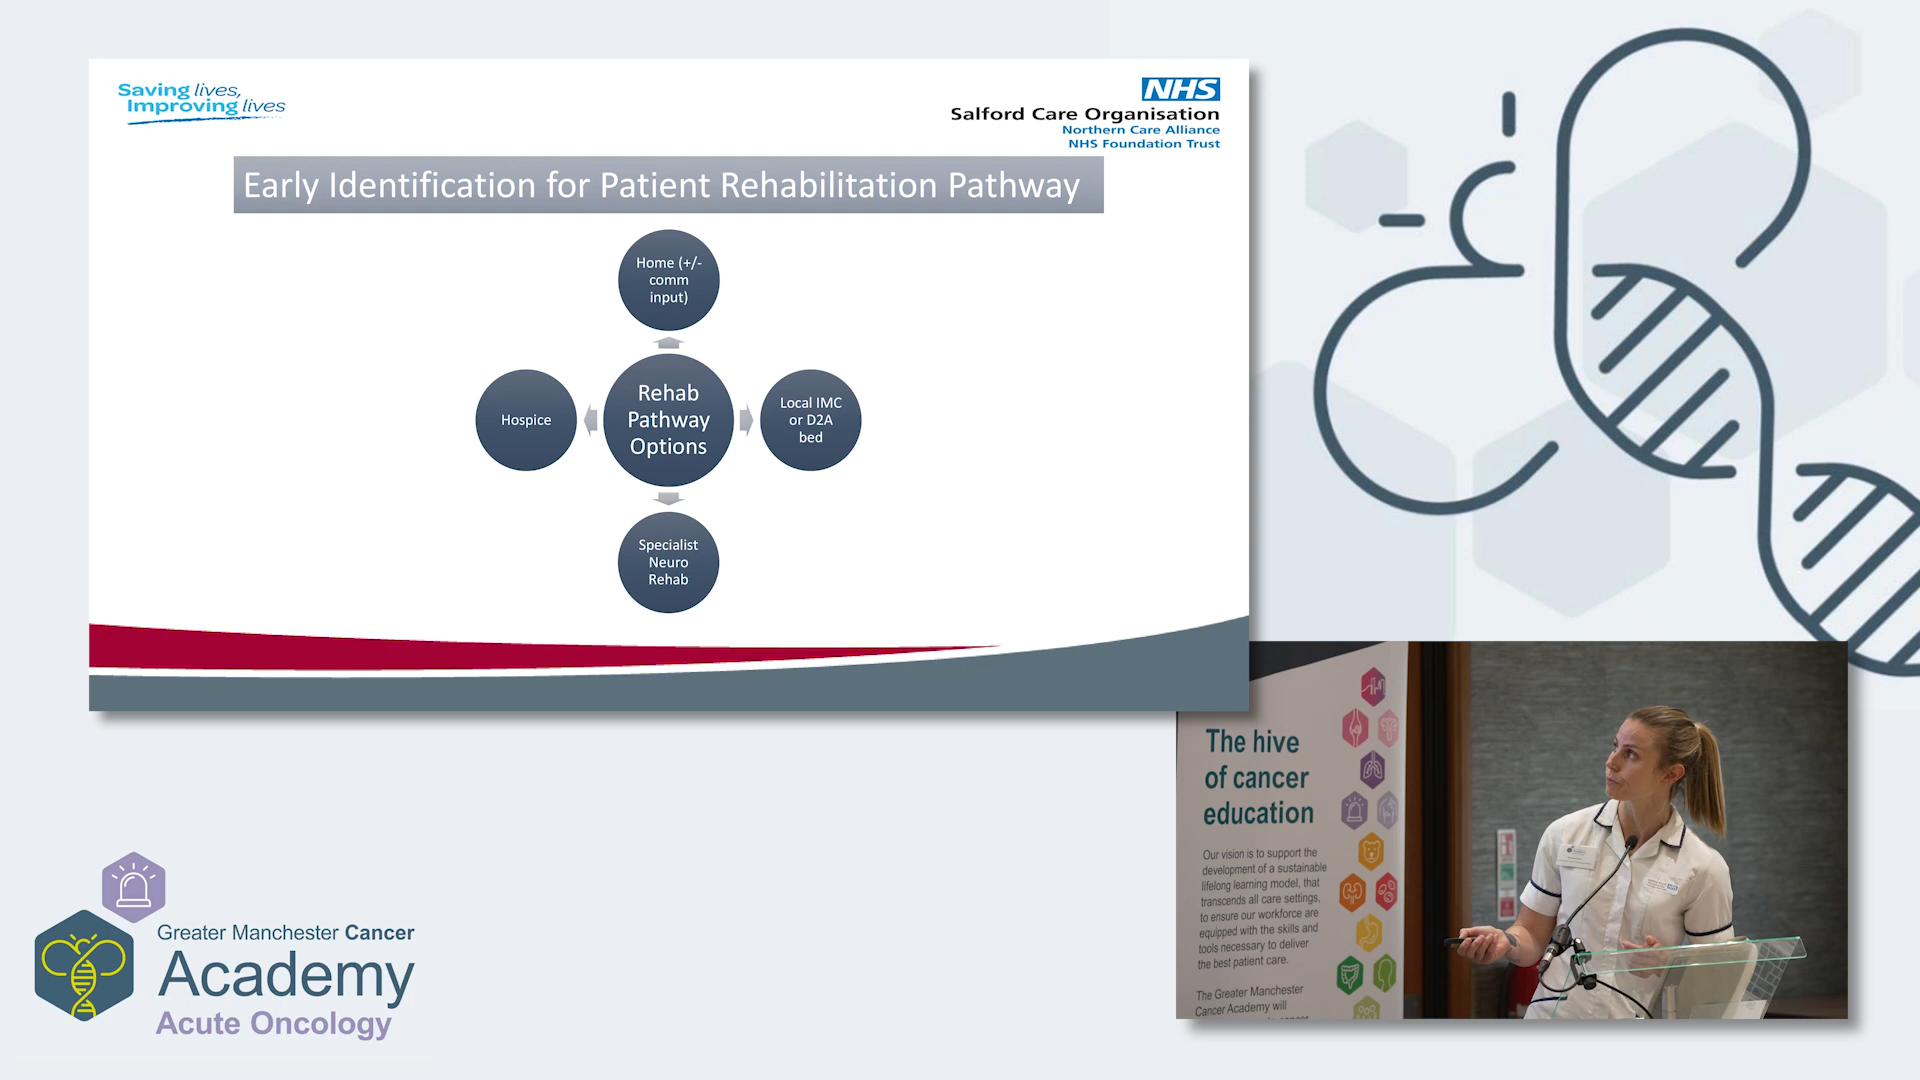 Saving lives,
Improving lives
NHS
Salford Care Organisation
Northern Care Alliance
NHS Foundation Trust
Early Identification for Patient Rehabilitation Pathway
Home (+/-
comm
input)
Hospice
Rehab
Pathway
Options
Local IMC
or D2A
bed
Specialist
Neuro
Rehab
The hive
of cancer
education
Our vision is to support the
development of a sustainable
lifelong learning model, that
transcends all care settings,
to ensure our workforce are
equipped with the skills and
tools necessary to deliver
the best patient care.
The Greater Manchester
Cancer Academy will
Greater Manchester Cancer
Academy
Acute Oncology